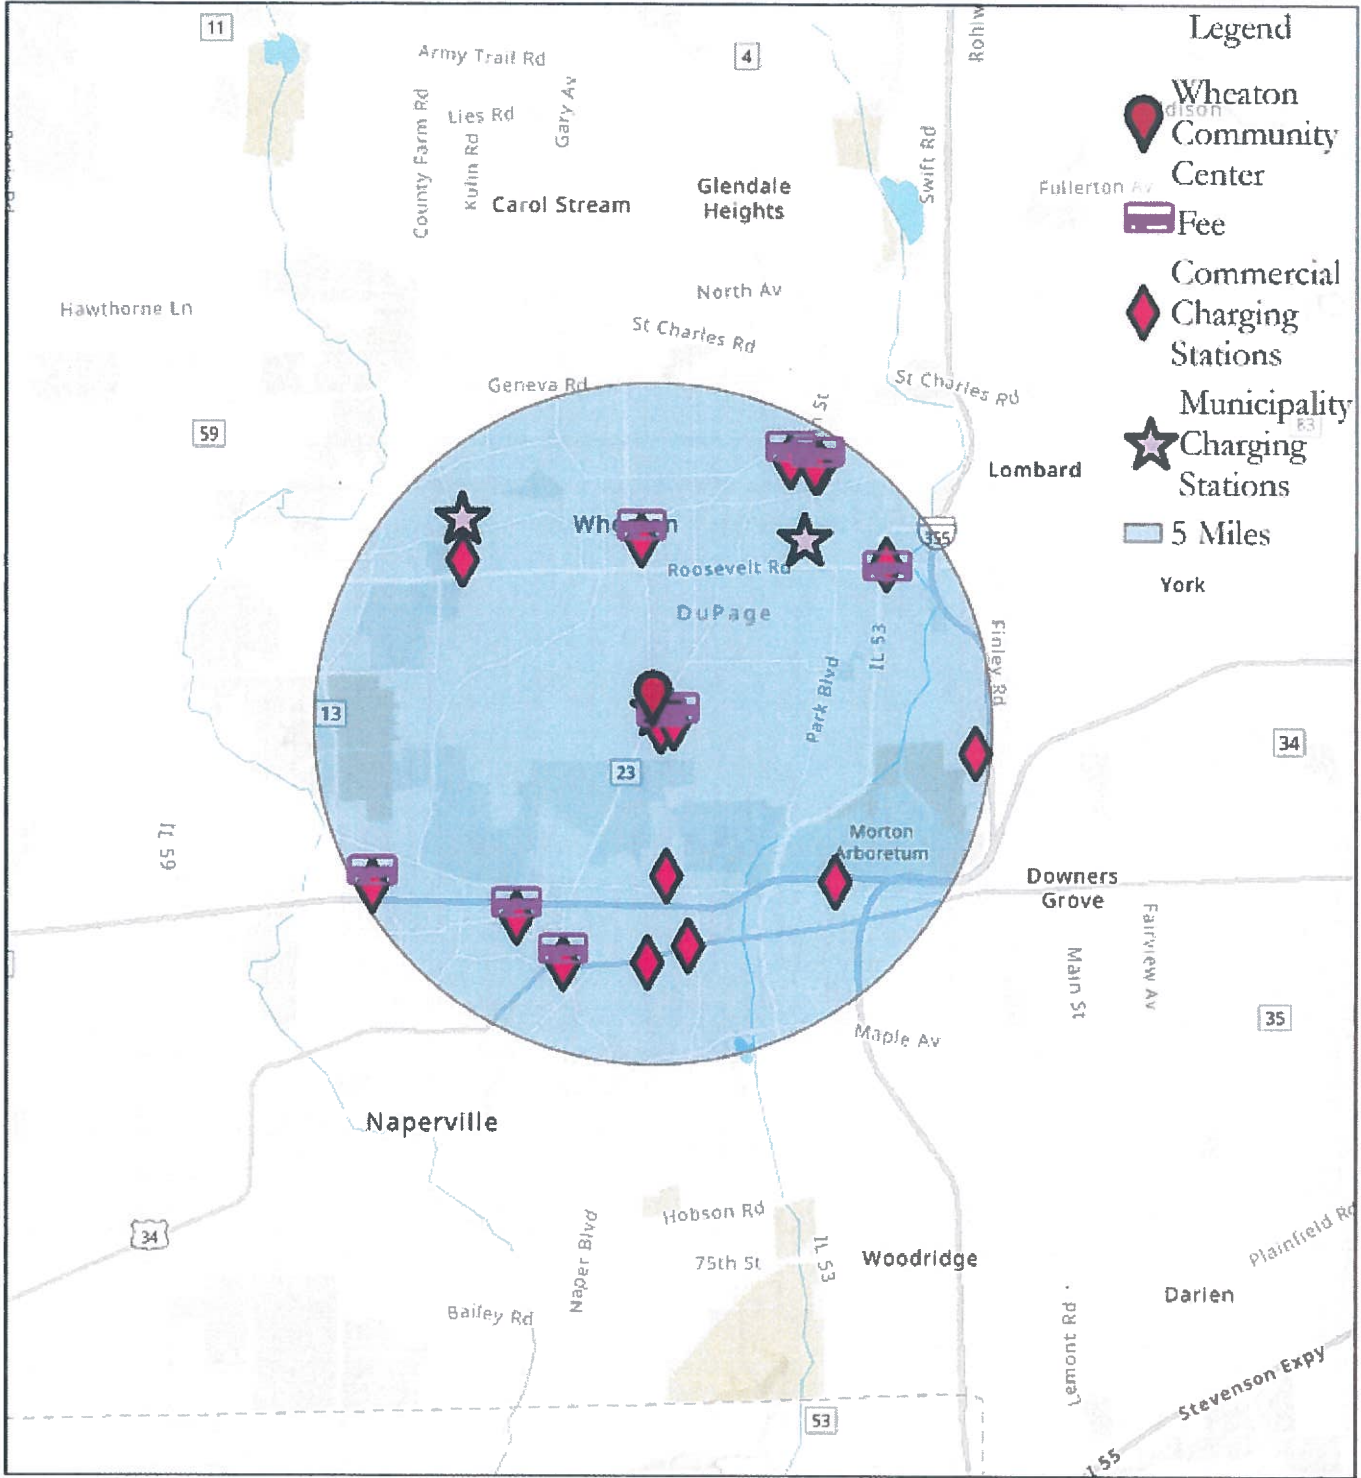 Legend
Wheaton
Community
Center
Fee
Commercial
Charging
Stations
Municipality
Charging
Stations
5 Miles
11
Army Trail Rd
4
Lies Rd
Gary Av
County Farm Rd
Kuhn Rd
Swift Rd
Carol Stream
Glendale
Heights
Fullerton Av
dison
North Av
Hawthorne Ln
St Charles Rd
Geneva Rd
St Charles Rd
83
59
Lombard
355
Roosevelt Rd
York
DuPage
IL 53
Finley Rd
Park Blvd
13
34
23
IL 59
Morton
Arboretum
Downers
Grove
Fairview Av
Main St
35
Maple Av
Naperville
Hobson Rd
34
Naper Blvd
75th St
IL 53
Woodridge
Plainfield Rd
Darien
Bailey Rd
Lemont Rd
Stevenson Expy
53
I 55